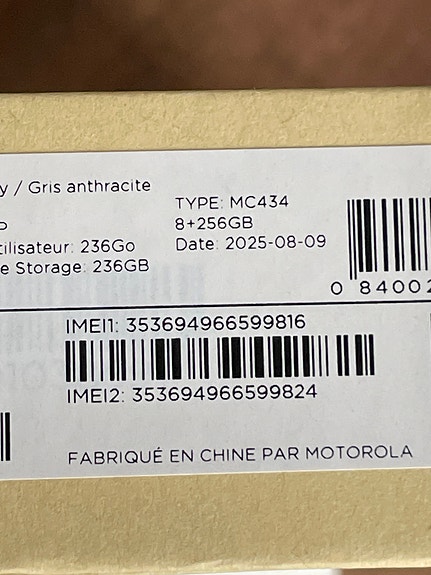 y / Gris anthracite
TYPE: MC434
8+256GB
tilisateur: 236Go
Date: 2025-08-09
e Storage: 236GB
0 84002
IMEI1: 353694966599816
IMEI2: 353694966599824
FABRIQUÉ EN CHINE PAR MOTOROLA